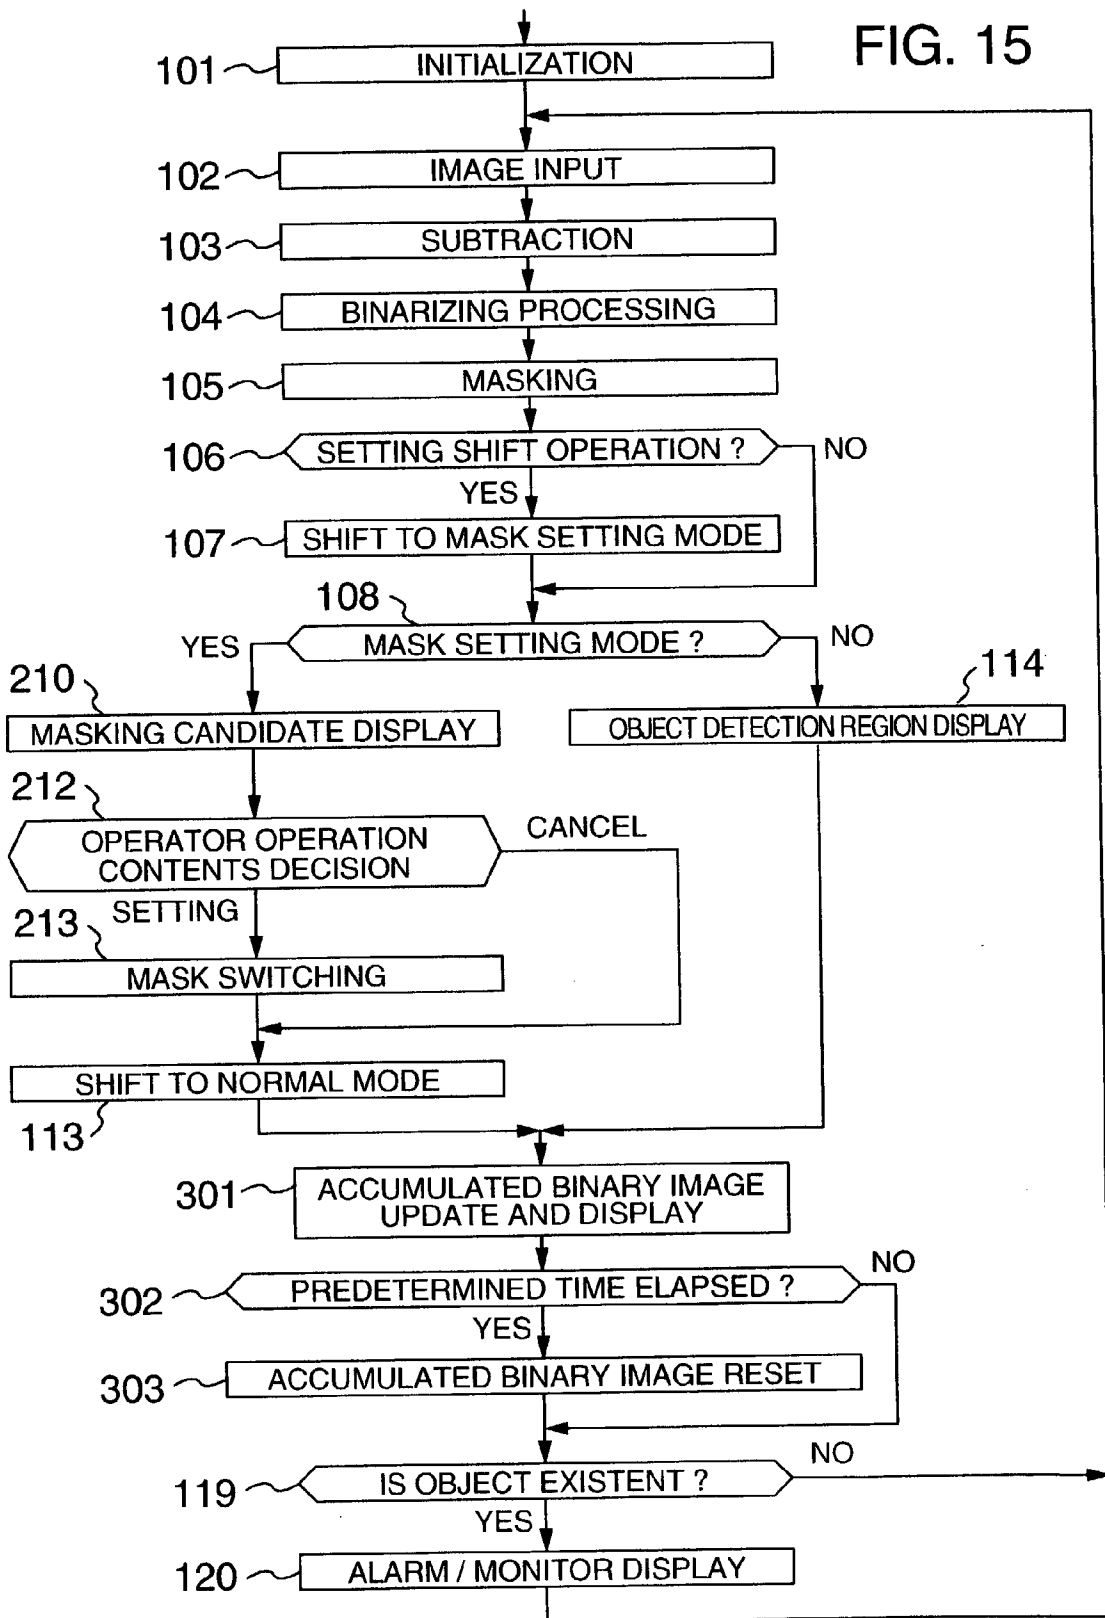 FIG. 15
101
INITIALIZATION
102
IMAGE INPUT
103
SUBTRACTION
104
BINARIZING PROCESSING
105
MASKING
106
SETTING SHIFT OPERATION ?
NO
YES
107
SHIFT TO MASK SETTING MODE
108
YES
MASK SETTING MODE ?
NO
210
114
MASKING CANDIDATE DISPLAY
OBJECT DETECTION REGION DISPLAY
212
OPERATOR OPERATION
CONTENTS DECISION
CANCEL
SETTING
213
MASK SWITCHING
SHIFT TO NORMAL MODE
113
301
ACCUMULATED BINARY IMAGE
UPDATE AND DISPLAY
302
PREDETERMINED TIME ELAPSED ?
NO
YES
303
ACCUMULATED BINARY IMAGE RESET
119
IS OBJECT EXISTENT ?
NO
YES
120
ALARM / MONITOR DISPLAY